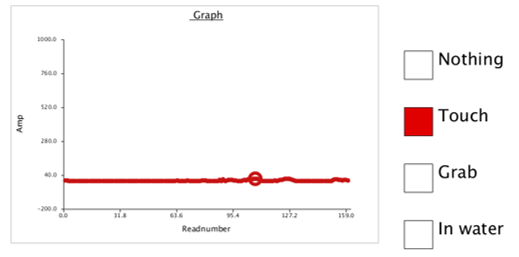 Graph
1000.0
760.0
520.0
280.0
40.0
-200.0
Amp
0.0 31.8 63.6 95.4 127.2 159.0
Readnumber
Nothing
Touch
Grab
In water